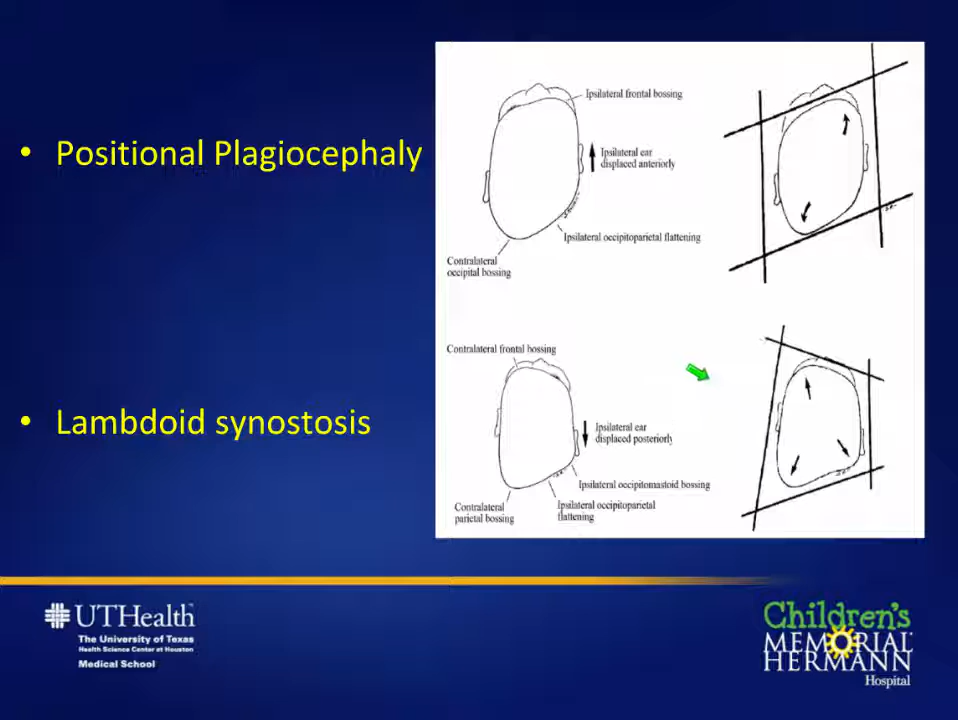 • Positional Plagiocephaly
Ipsilateral frontal bossing
Ipsilateral ear
displaced anteriorly
Ipsilateral occipitoparietal flattening
Contralateral
occipital bossing
• Lambdoid synostosis
Contralateral frontal bossing
Ipsilateral ear
displaced posteriorly
Ipsilateral occipitomastoid bossing
Contralateral
parietal bossing
Ipsilateral occipitoparietal
flattening
UTHealth
The University of Texas
Health Science Center at Houston
Medical School
Children's
MEMORIAL
HERMANN
Hospital